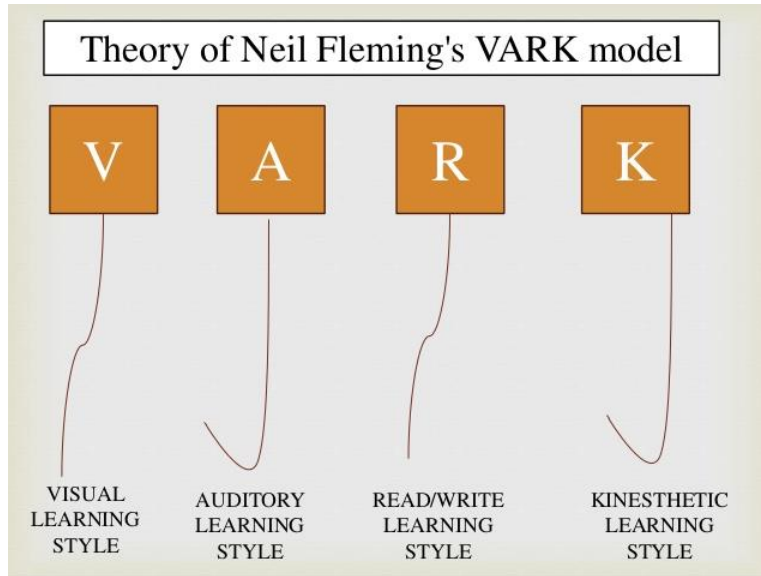 Theory of Neil Fleming's VARK model
V A R K
VISUAL
LEARNING
STYLE
AUDITORY
LEARNING
STYLE
READ/WRITE
LEARNING
STYLE
KINESTHETIC
LEARNING
STYLE